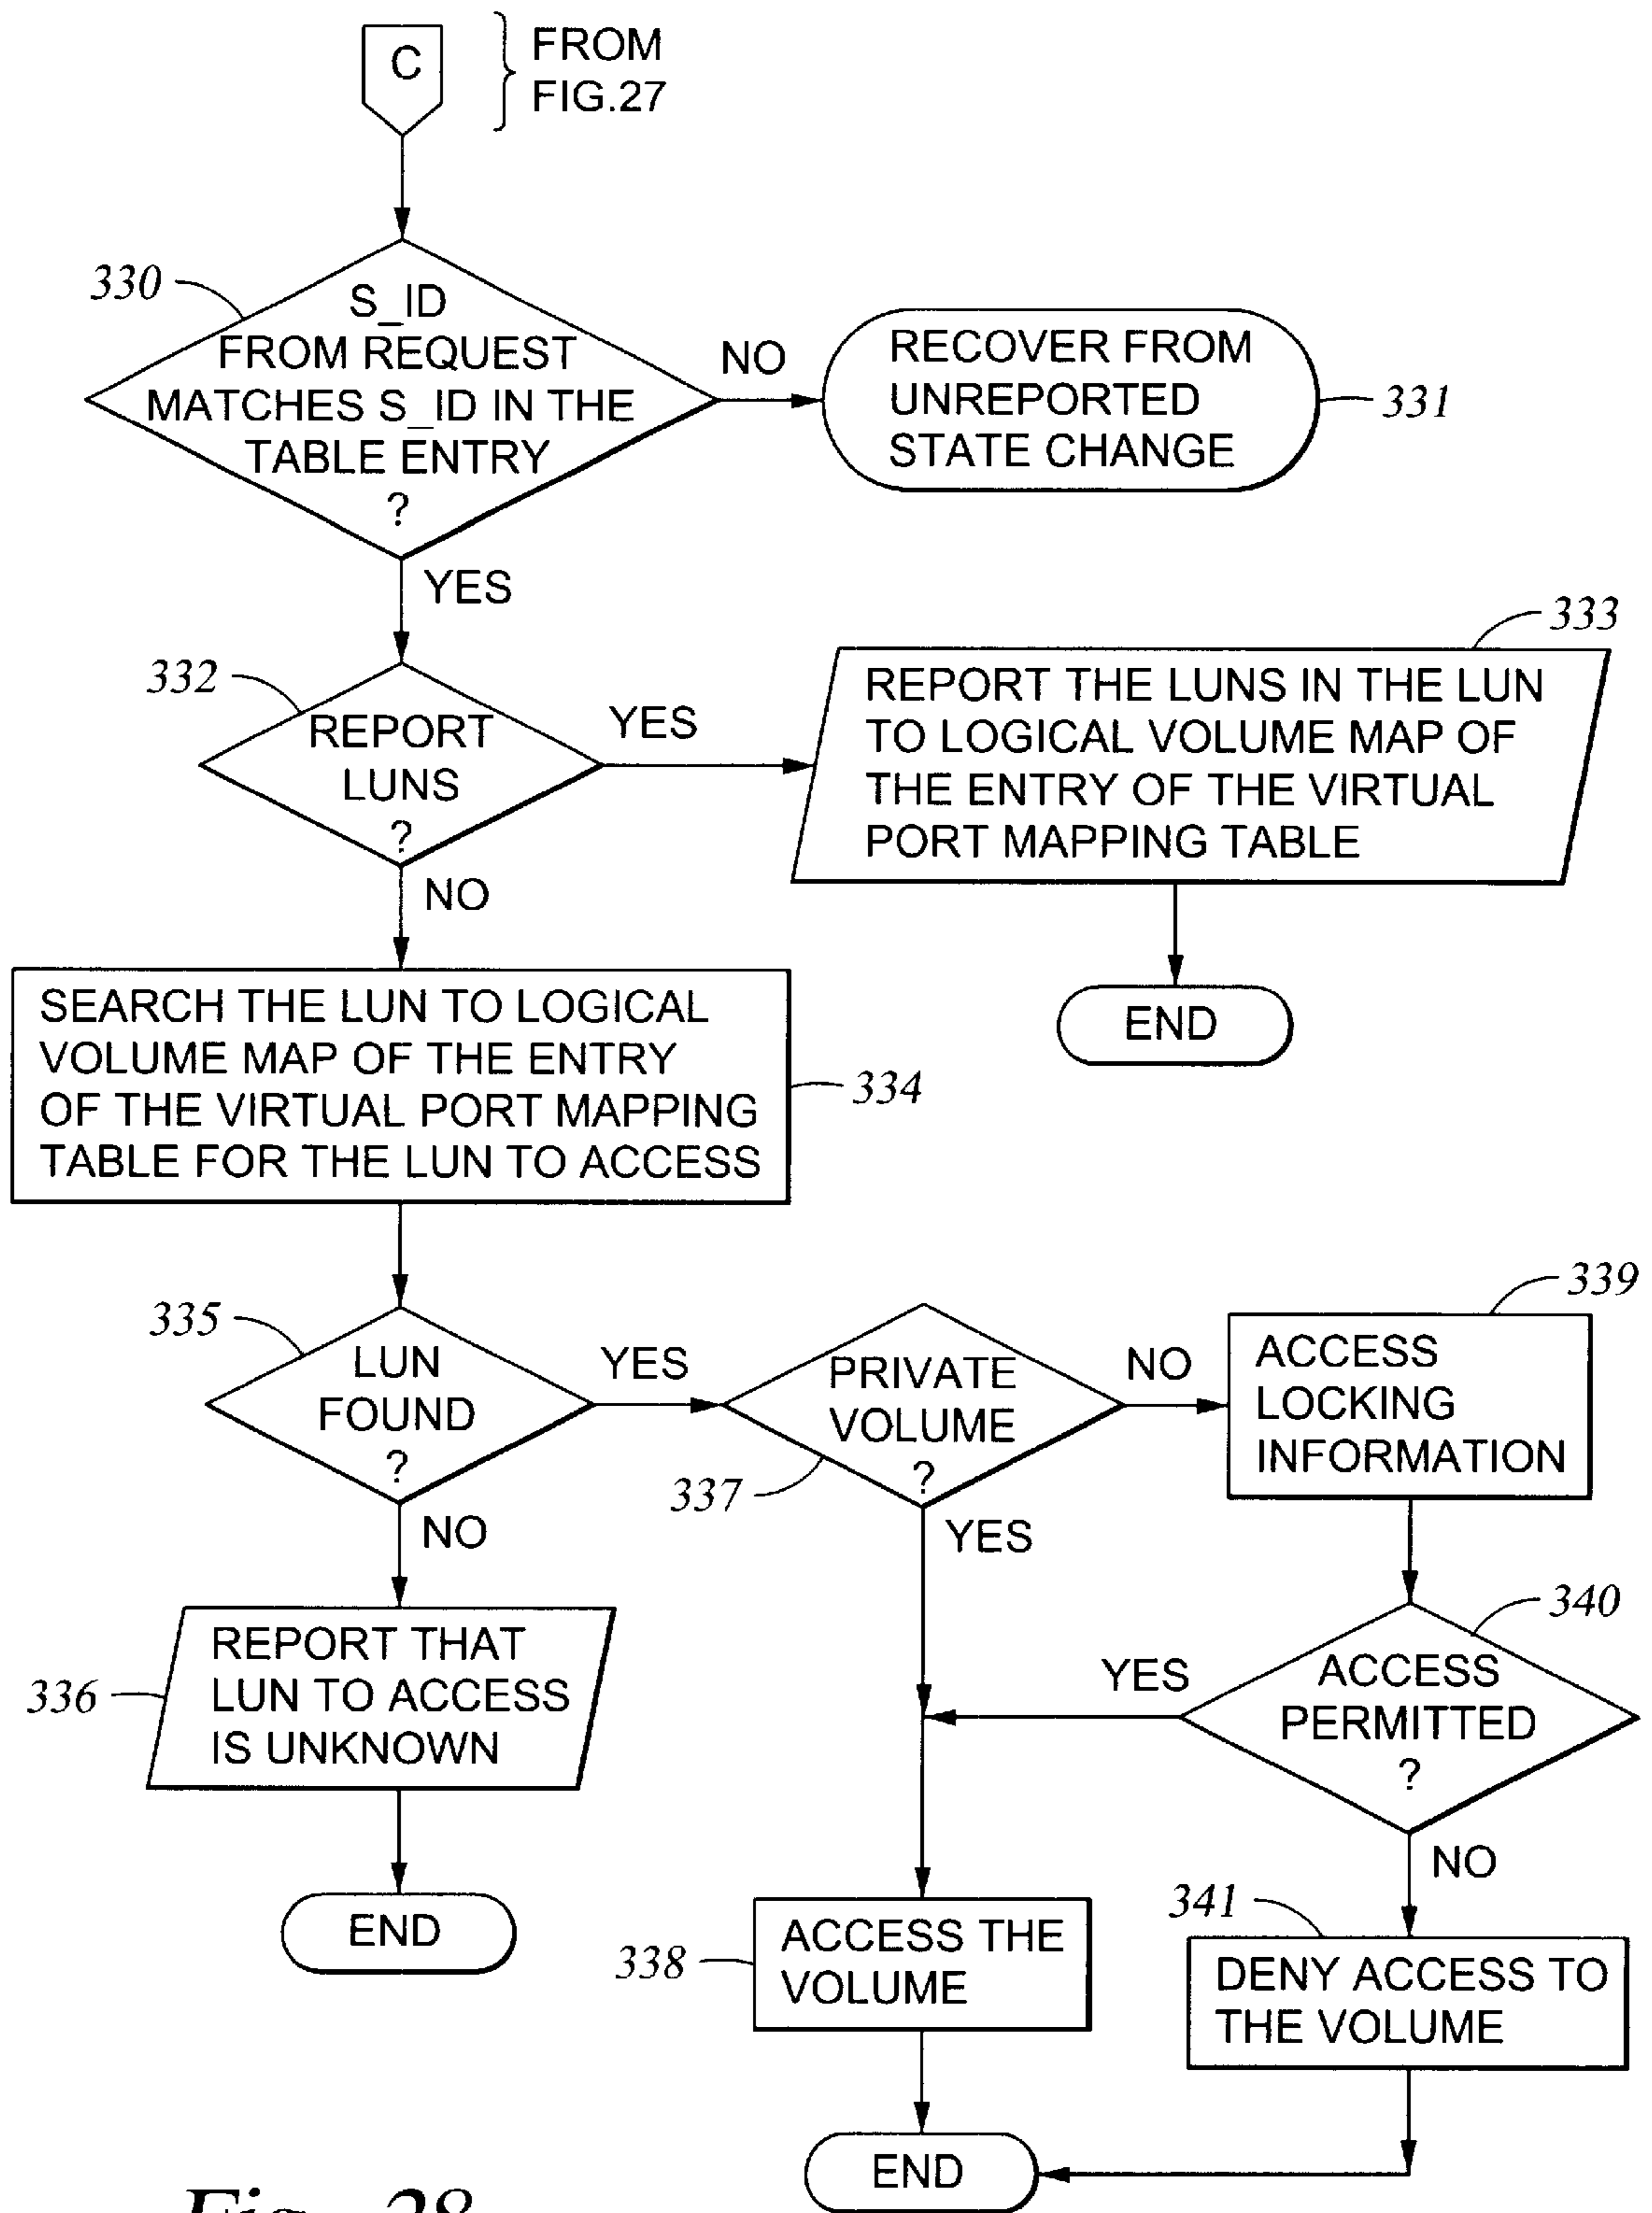 C
FROM
FIG.27
330
S_ID
FROM REQUEST
MATCHES S_ID IN THE
TABLE ENTRY
?
NO
RECOVER FROM
UNREPORTED
STATE CHANGE
331
YES
332
REPORT
LUNS
?
YES
333
REPORT THE LUNS IN THE LUN
TO LOGICAL VOLUME MAP OF
THE ENTRY OF THE VIRTUAL
PORT MAPPING TABLE
END
NO
SEARCH THE LUN TO LOGICAL
VOLUME MAP OF THE ENTRY
OF THE VIRTUAL PORT MAPPING
TABLE FOR THE LUN TO ACCESS
334
335
LUN
FOUND
?
YES
PRIVATE
VOLUME
?
337
NO
339
ACCESS
LOCKING
INFORMATION
NO
YES
336
REPORT THAT
LUN TO ACCESS
IS UNKNOWN
END
340
ACCESS
PERMITTED
?
YES
NO
338
ACCESS THE
VOLUME
341
DENY ACCESS TO
THE VOLUME
END
Fig. 28